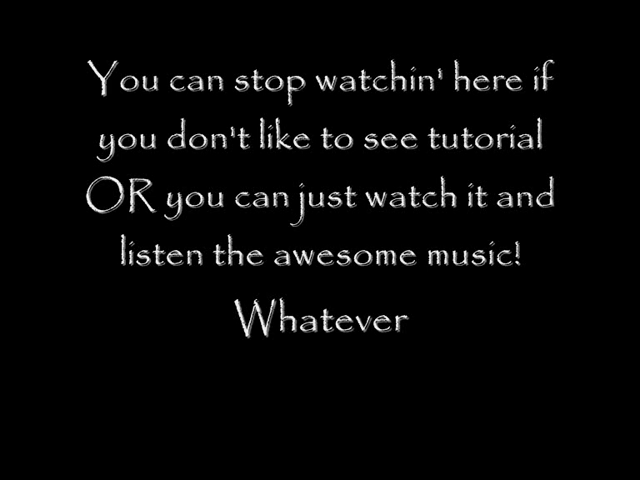 You can stop watchin' here if
you don't like to see tutorial
OR you can just watch it and
listen the awesome music!
Whatever